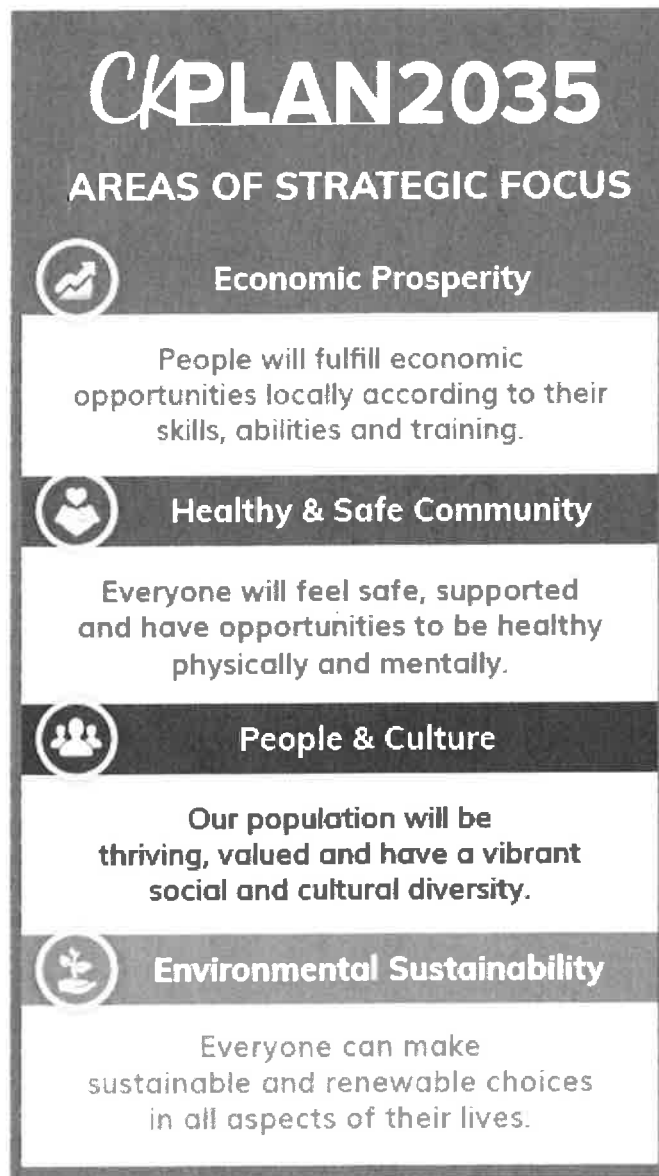 CKPLAN2035
AREAS OF STRATEGIC FOCUS
Economic Prosperity
People will fulfill economic
opportunities locally according to their
skills, abilities and training.
Healthy & Safe Community
Everyone will feel safe, supported
and have opportunities to be healthy
physically and mentally.
People & Culture
Our population will be
thriving, valued and have a vibrant
social and cultural diversity.
Environmental Sustainability
Everyone can make
sustainable and renewable choices
in all aspects of their lives.